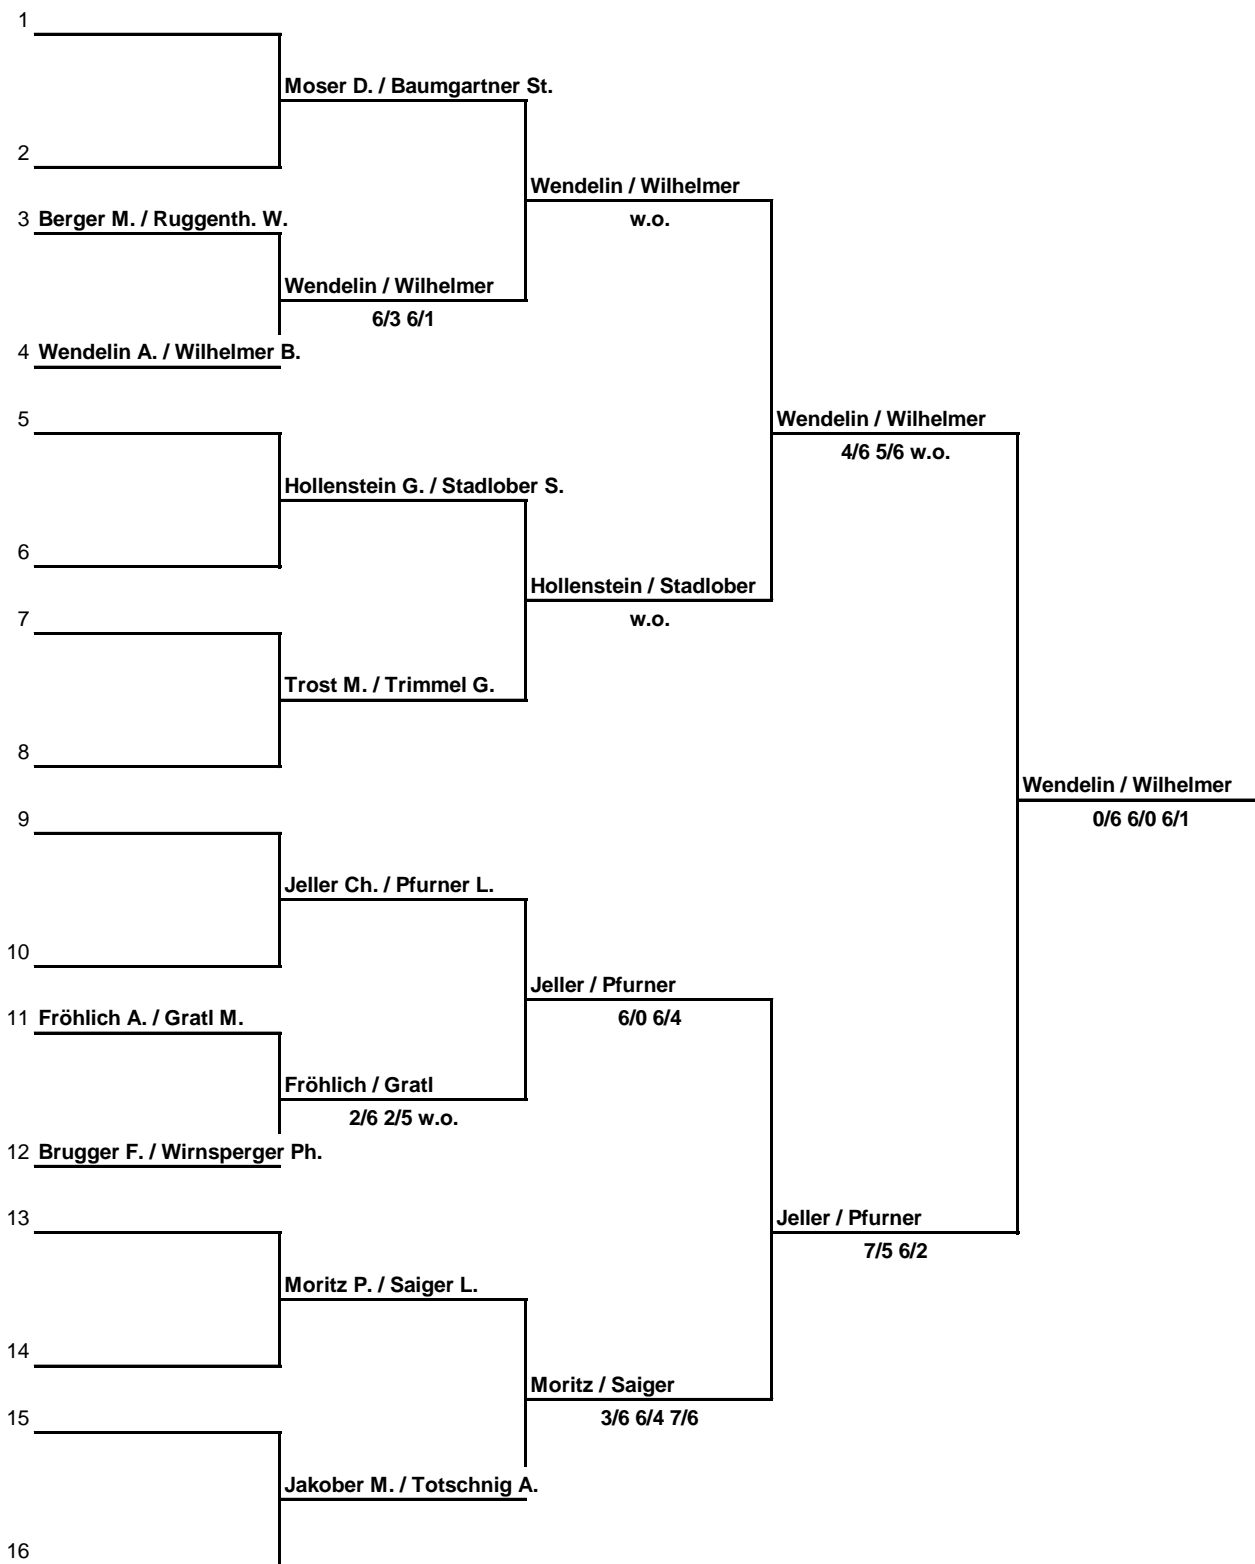 1
Moser D. / Baumgartner St.
2
Wendelin / Wilhelmer
3 Berger M. / Ruggenth. W.
w.o.
Wendelin / Wilhelmer
6/3 6/1
4 Wendelin A. / Wilhelmer B.
5
Wendelin / Wilhelmer
4/6 5/6 w.o.
Hollenstein G. / Stadlober S.
6
Hollenstein / Stadlober
7
w.o.
Trost M. / Trimmel G.
8
Wendelin / Wilhelmer
9
0/6 6/0 6/1
Jeller Ch. / Pfurner L.
10
Jeller / Pfurner
11 Fröhlich A. / Gratl M.
6/0 6/4
Fröhlich / Gratl
2/6 2/5 w.o.
12 Brugger F. / Wirnsperger Ph.
13
Jeller / Pfurner
7/5 6/2
Moritz P. / Saiger L.
14
Moritz / Saiger
15
3/6 6/4 7/6
Jakober M. / Totschnig A.
16